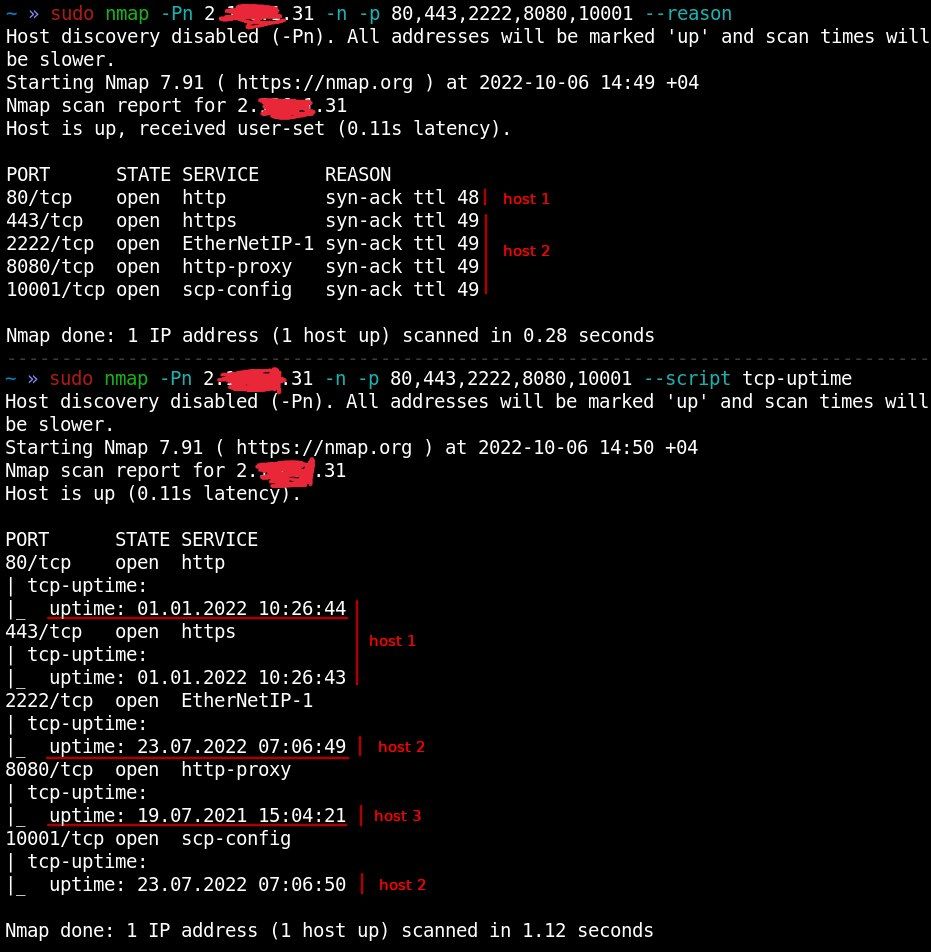 ~ » sudo nmap -Pn 2.31 -n -p 80,443,2222,8080,10001 --reason
Host discovery disabled (-Pn). All addresses will be marked 'up' and scan times will
be slower.
Starting Nmap 7.91 ( https://nmap.org ) at 2022-10-06 14:49 +04
Nmap scan report for 2..31
Host is up, received user-set (0.11s latency).
PORT STATE SERVICE REASON
80/tcp open http syn-ack ttl 48 host 1
443/tcp open https syn-ack ttl 49
2222/tcp open EtherNetIP-1 syn-ack ttl 49 host 2
8080/tcp open http-proxy syn-ack ttl 49
10001/tcp open scp-config syn-ack ttl 49
Nmap done: 1 IP address (1 host up) scanned in 0.28 seconds
~ » sudo nmap -Pn 2..31 -n -p 80,443,2222,8080,10001 --script tcp-uptime
Host discovery disabled (-Pn). All addresses will be marked 'up' and scan times will
be slower.
Starting Nmap 7.91 ( https://nmap.org ) at 2022-10-06 14:50 +04
Nmap scan report for 2..31
Host is up (0.11s latency).
PORT STATE SERVICE
80/tcp open http
| tcp-uptime:
|_ uptime: 01.01.2022 10:26:44
443/tcp open https host 1
| tcp-uptime:
|_ uptime: 01.01.2022 10:26:43
2222/tcp open EtherNetIP-1
| tcp-uptime:
|_ uptime: 23.07.2022 07:06:49 host 2
8080/tcp open http-proxy
| tcp-uptime:
|_ uptime: 19.07.2021 15:04:21 host 3
10001/tcp open scp-config
| tcp-uptime:
|_ uptime: 23.07.2022 07:06:50 host 2
Nmap done: 1 IP address (1 host up) scanned in 1.12 seconds